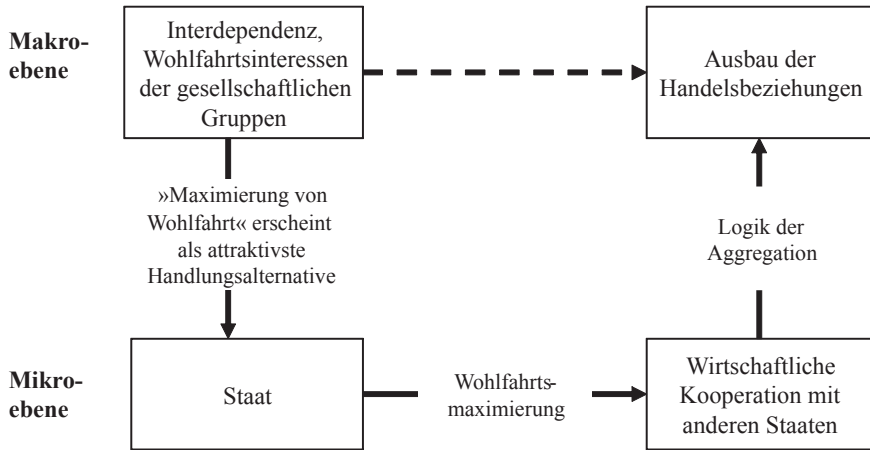 Makro-
ebene
Interdependenz,
Wohlfahrtsinteressen
der gesellschaftlichen
Gruppen
Ausbau der
Handelsbeziehungen
»Maximierung von
Wohlfahrt« erscheint
als attraktivste
Handlungsalternative
Logik der
Aggregation
Mikro-
ebene
Staat
Wohlfahrts-
maximierung
Wirtschaftliche
Kooperation mit
anderen Staaten